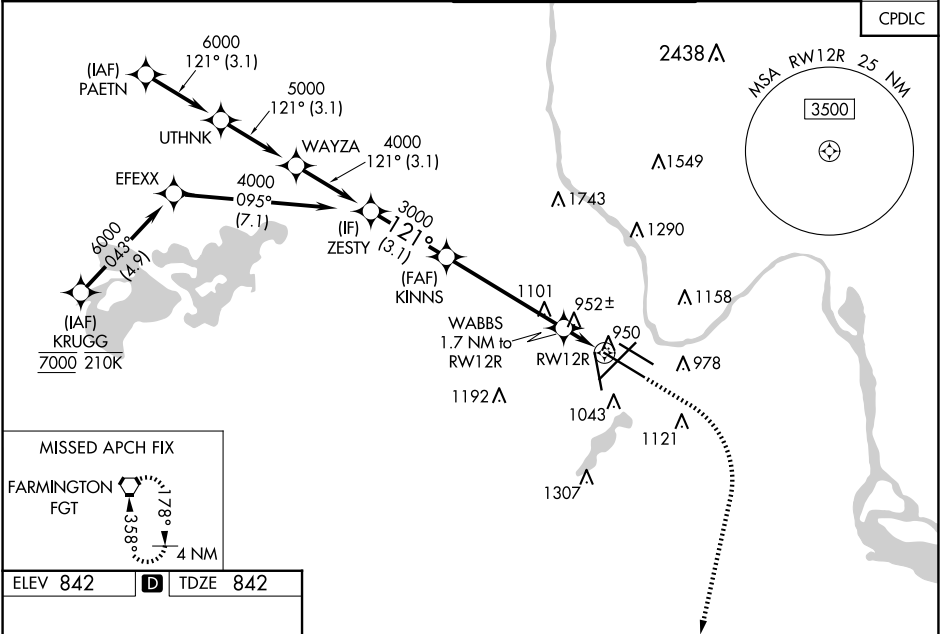 CPDLC
6000
121° (3.1)
(IAF)
PAETN
5000
121° (3.1)
UTHNK
WAYZA
4000
121° (3.1)
EFEXX
4000
095°
(7.1)
6000
043°
(4.9)
(IAF)
KRUGG
7000 210K
(IF)
ZESTY
3000
121°
(3.1)
(FAF)
KINNS
WABBS
1.7 NM to
RW12R
RW12R
2438
MSA RW12R 25 NM
3500
1549
1743
1290
1158
1101
952±
950
978
1192
1043
1121
1307
MISSED APCH FIX
FARMINGTON
FGT
178°
358°
4 NM
ELEV 842 D TDZE 842